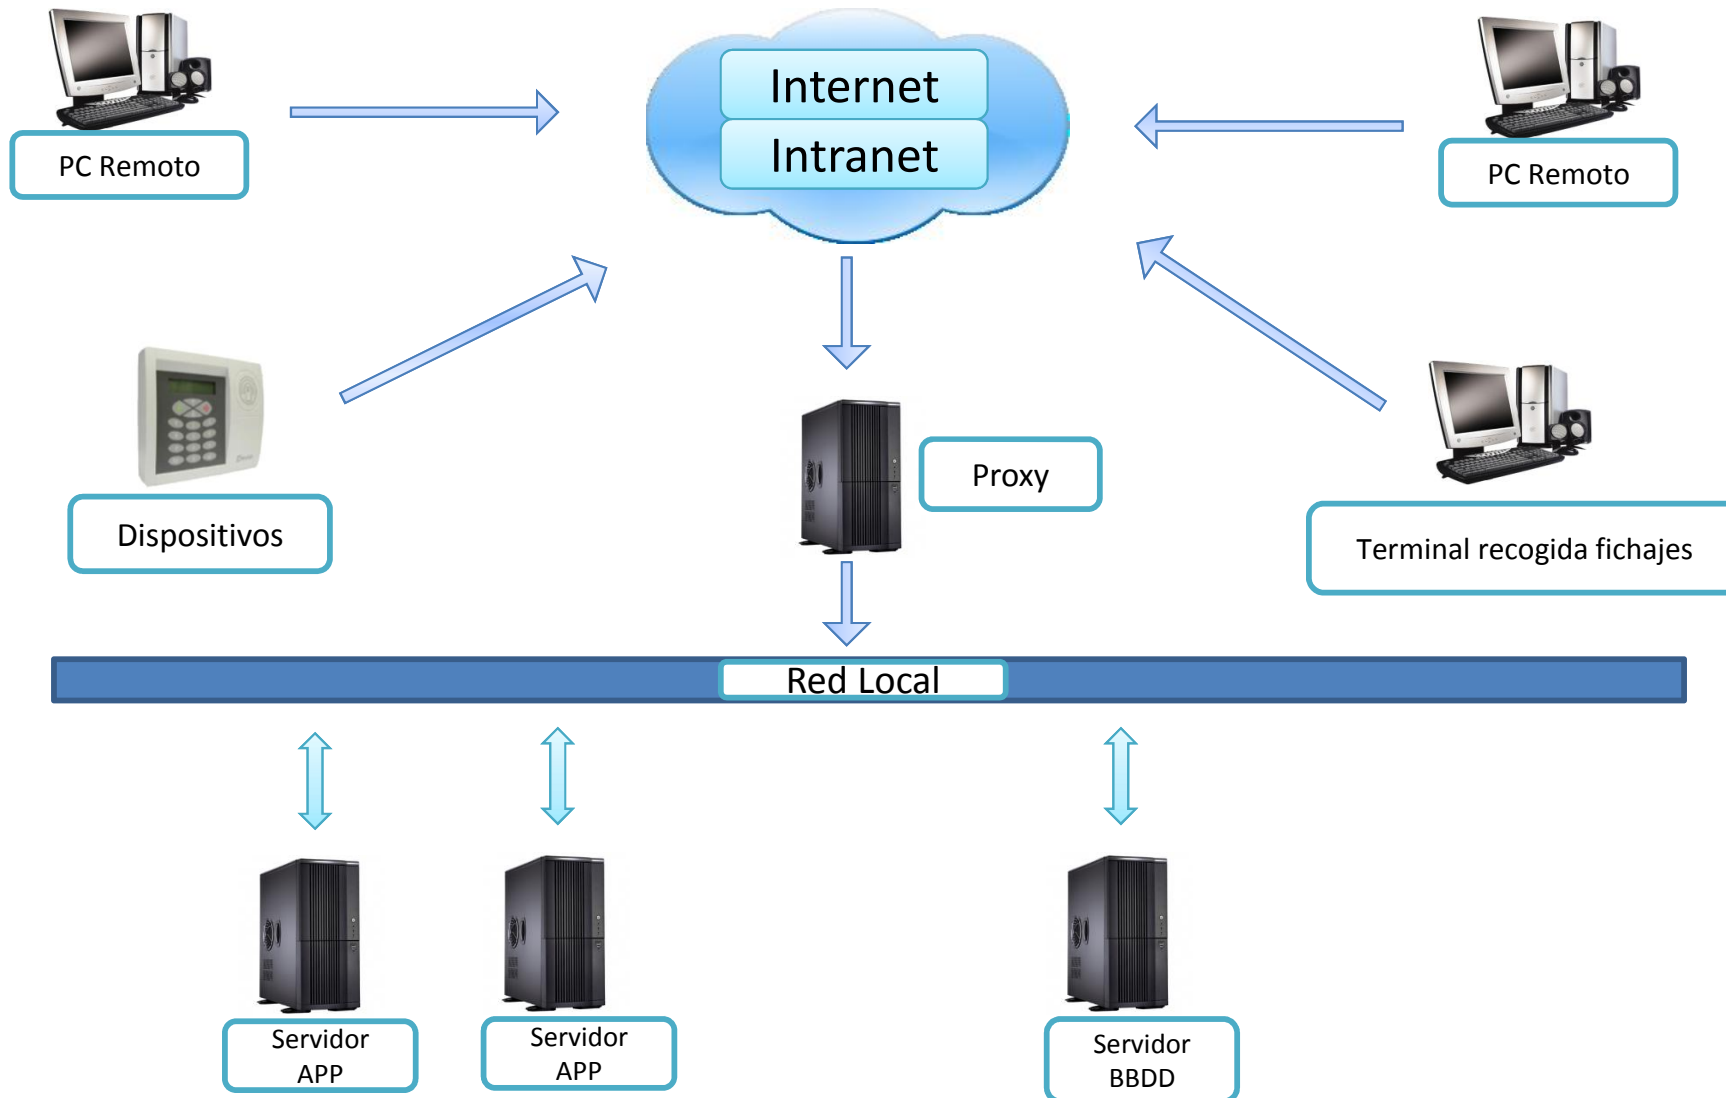 Internet
Intranet
PC Remoto
PC Remoto
Dispositivos
Proxy
Terminal recogida fichajes
Red Local
Servidor
APP
Servidor
APP
Servidor
BBDD